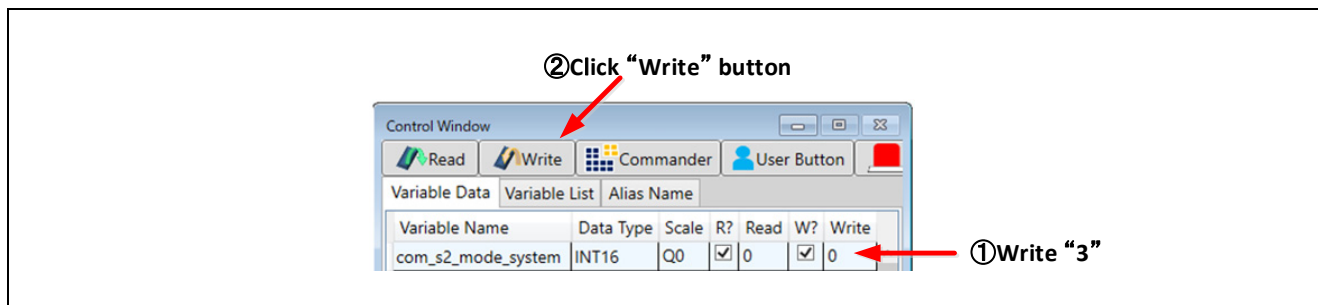 ②Click “Write” button
Control Window
Read Write Commander User Button
Variable Data Variable List Alias Name
Variable Name Data Type Scale R? Read W? Write
com_s2_mode_system INT16 Q0 0 0
①Write “3”